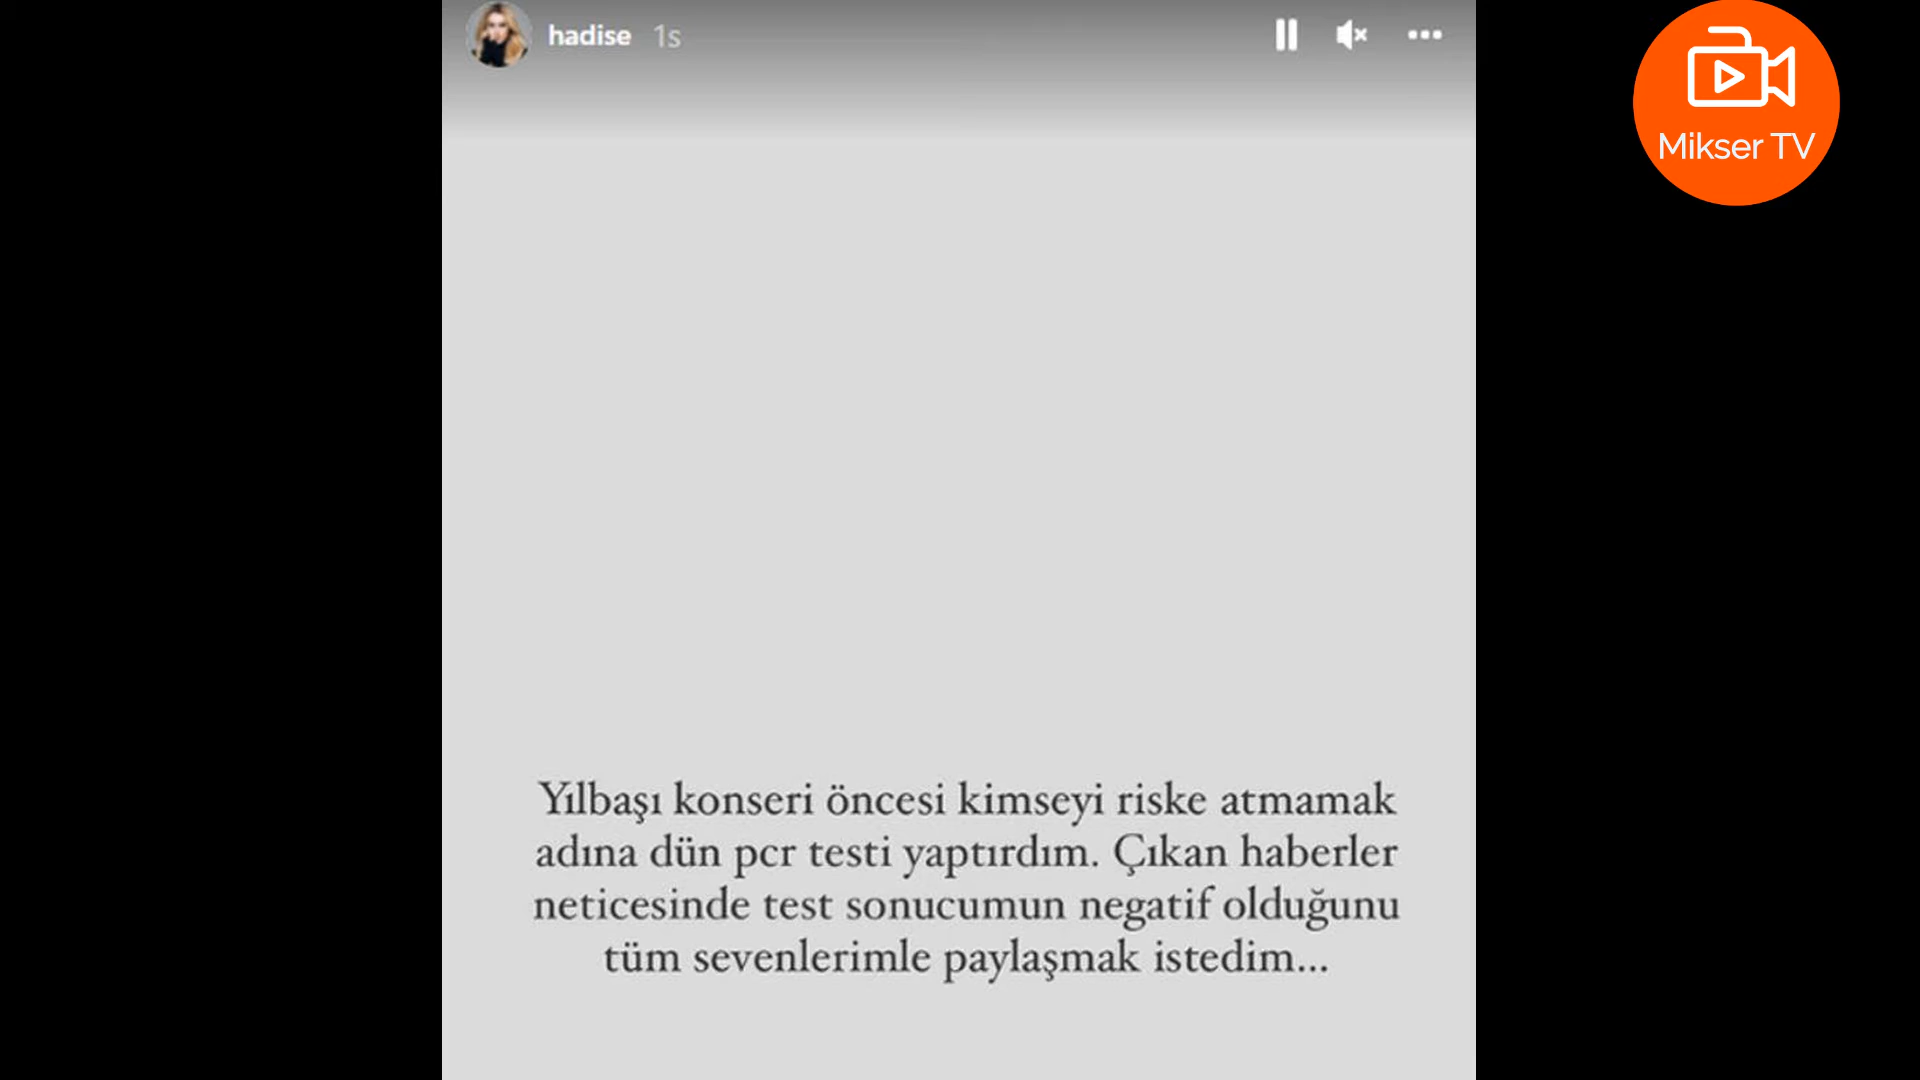 hadise 1s
Mikser TV
Yılbaşı konseri öncesi kimseyi riske atmamak
adına dün pcr testi yaptırdım. Çıkan haberler
neticesinde test sonucumun negatif olduğunu
tüm sevenlerimle paylaşmak istedim...